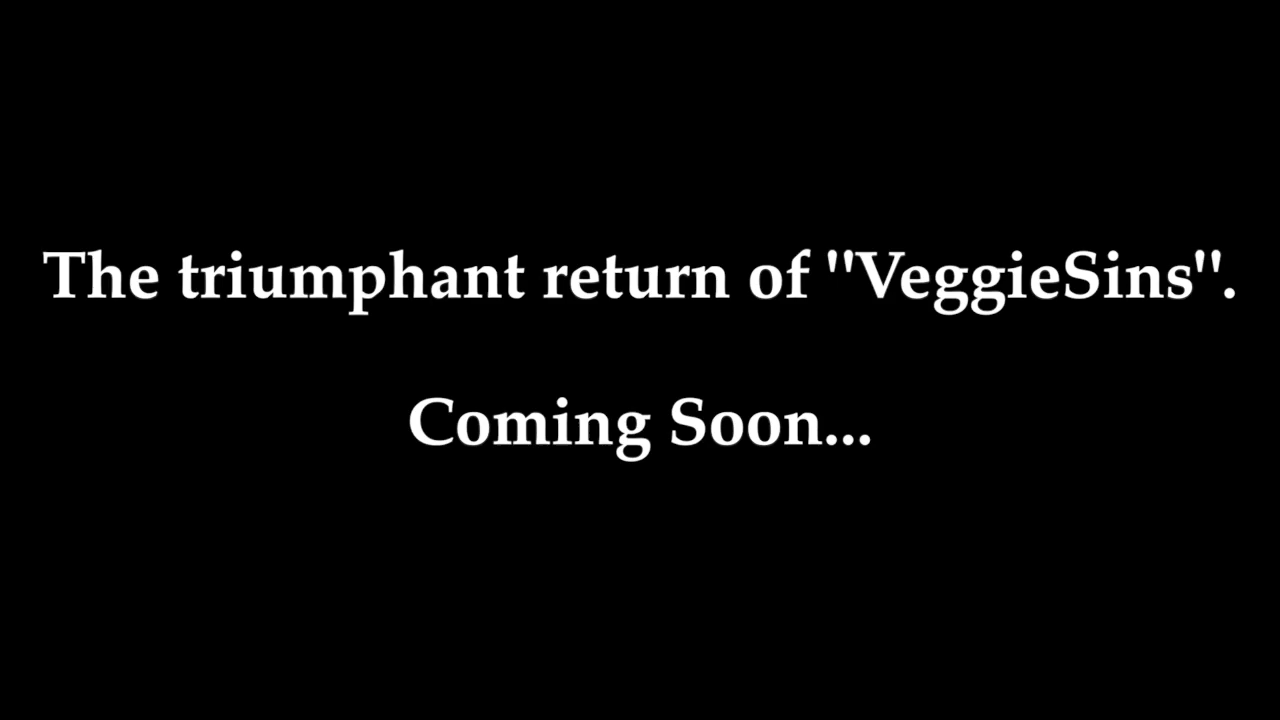 The triumphant return of "VeggieSins".
Coming Soon...